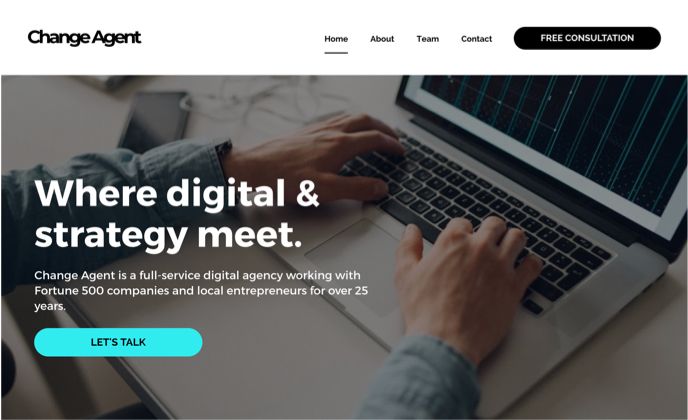 Change Agent
Home
About
Team
Contact
FREE CONSULTATION
Where digital &
strategy meet.
Change Agent is a full-service digital agency working with
Fortune 500 companies and local entrepreneurs for over 25
years.
LET'S TALK